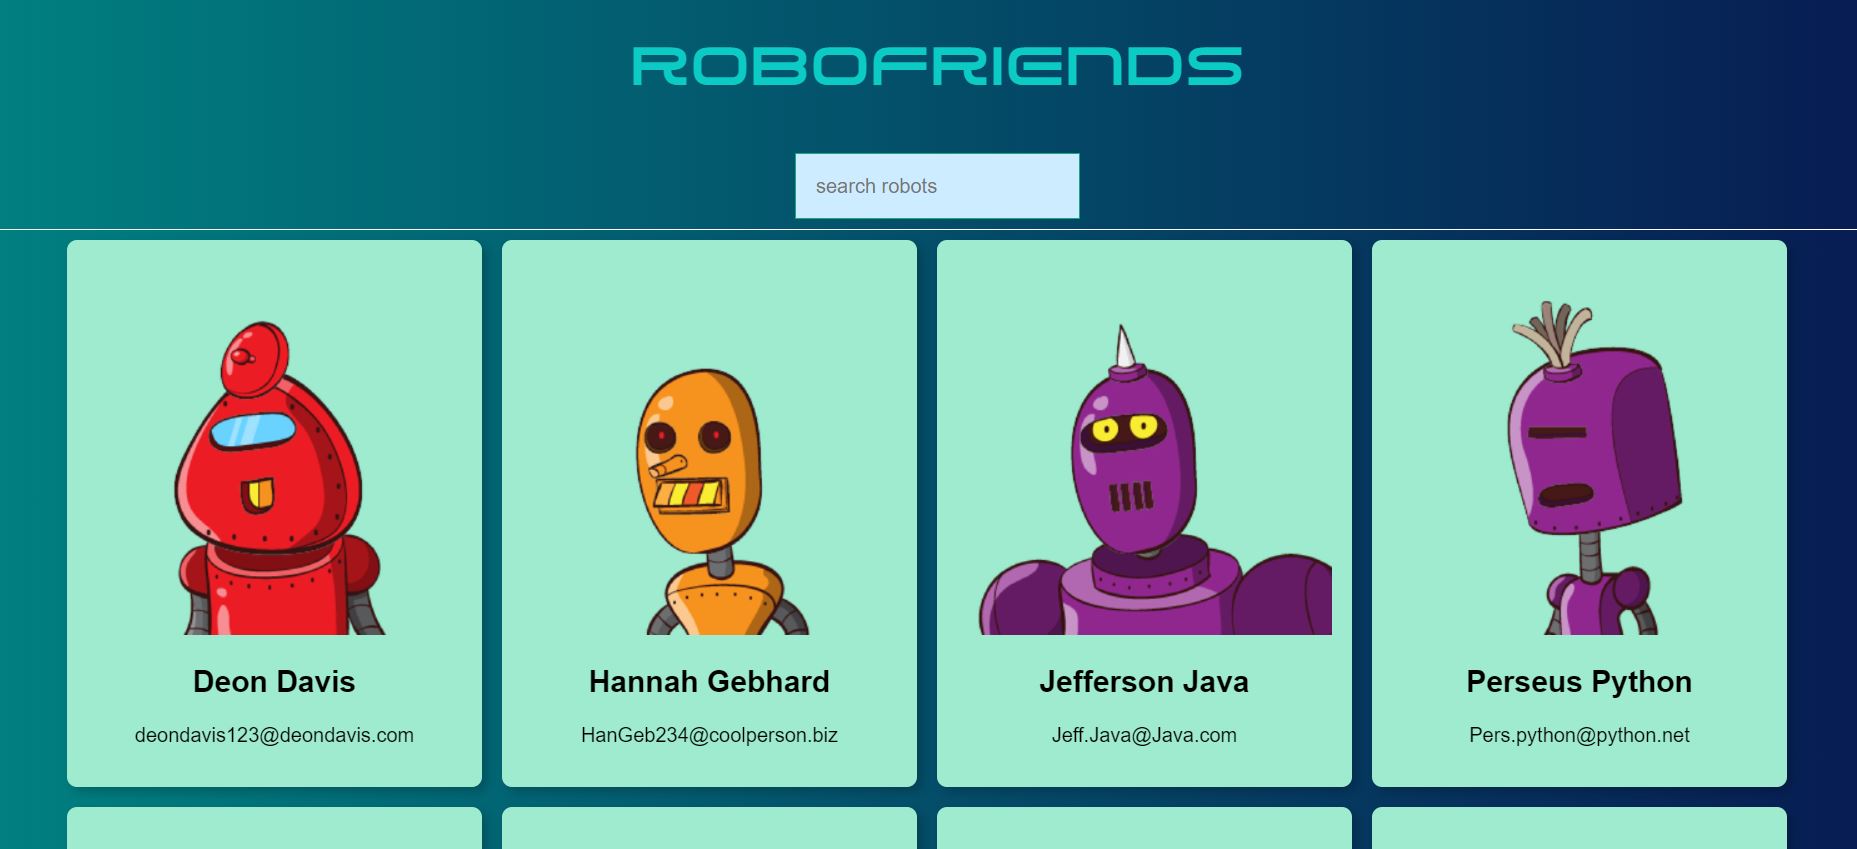 ROBOFRIENDS
search robots
Deon Davis
deondavis123@deondavis.com
Hannah Gebhard
HanGeb234@coolperson.biz
Jefferson Java
Jeff.Java@Java.com
Perseus Python
Pers.python@python.net